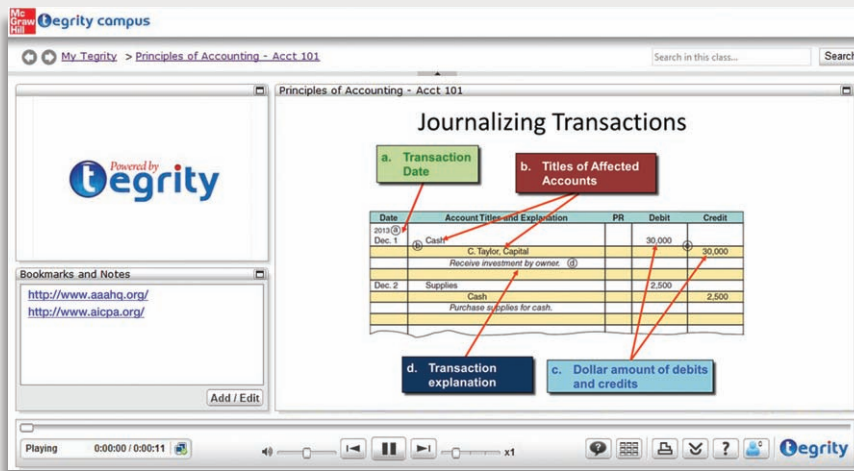 Mc
Graw
Hill
tegrity campus
My Tegrity > Principles of Accounting - Acct 101
Search in this class...
Search
Principles of Accounting - Acct 101
Powered by
tegrity
Bookmarks and Notes
http://www.aaahq.org/
http://www.aicpa.org/
Add / Edit
Journalizing Transactions
a. Transaction
Date
b. Titles of Affected
Accounts
Date Account Titles and Explanation PR Debit Credit
2013 a
Dec. 1 b Cash 30,000 c
C. Taylor, Capital 30,000
Receive investment by owner. d
Dec. 2 Supplies 2,500
Cash 2,500
Purchase supplies for cash.
d. Transaction
explanation
c. Dollar amount of debits
and credits
Playing 0:00:00 / 0:00:11
x1
?
?
tegrity